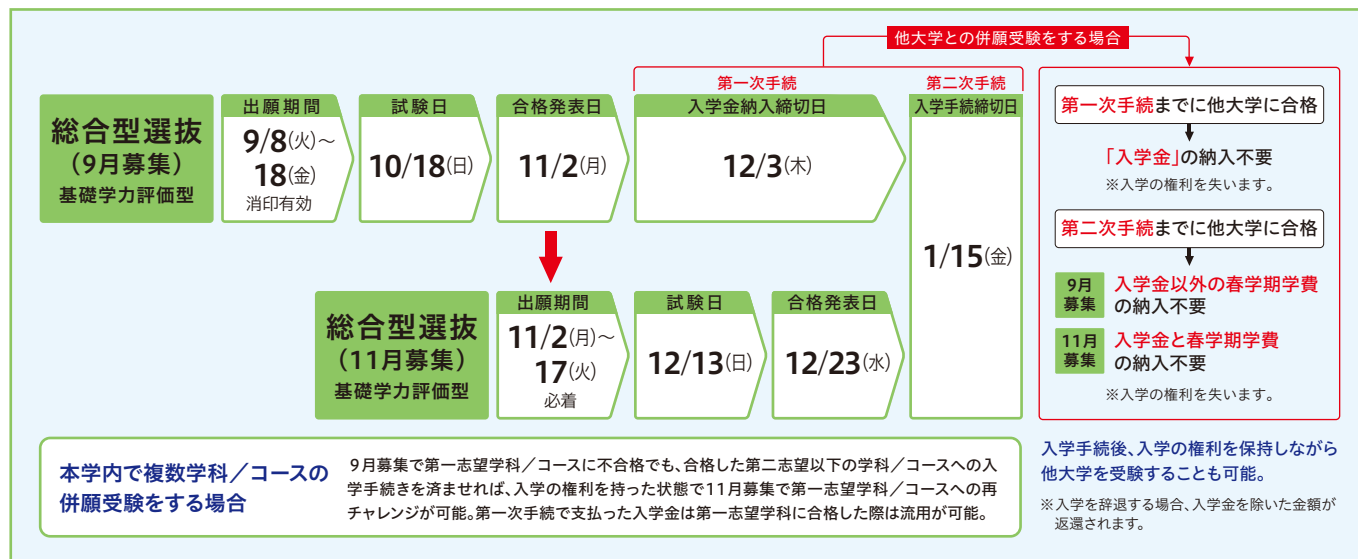 他大学との併願受験をする場合
第一次手続
第二次手続
総合型選抜
（9月募集）
基礎学力評価型
出願期間
9/8(火)～
18(金)
消印有効
試験日
10/18(日)
合格発表日
11/2(月)
入学金納入締切日
12/3(木)
入学手続締切日
1/15(金)
総合型選抜
（11月募集）
基礎学力評価型
出願期間
11/2(月)～
17(火)
必着
試験日
12/13(日)
合格発表日
12/23(水)
第一次手続までに他大学に合格
「入学金」の納入不要
※入学の権利を失います。
第二次手続までに他大学に合格
9月
募集
入学金以外の春学期学費
の納入不要
11月
募集
入学金と春学期学費
の納入不要
※入学の権利を失います。
本学内で複数学科／コースの
併願受験をする場合
9月募集で第一志望学科／コースに不合格でも、合格した第二志望以下の学科／コースへの入
学手続きを済ませれば、入学の権利を持った状態で11月募集で第一志望学科／コースへの再
チャレンジが可能。第一次手続で支払った入学金は第一志望学科に合格した際は流用が可能。
入学手続後、入学の権利を保持しながら
他大学を受験することも可能。
※入学を辞退する場合、入学金を除いた金額が
返還されます。